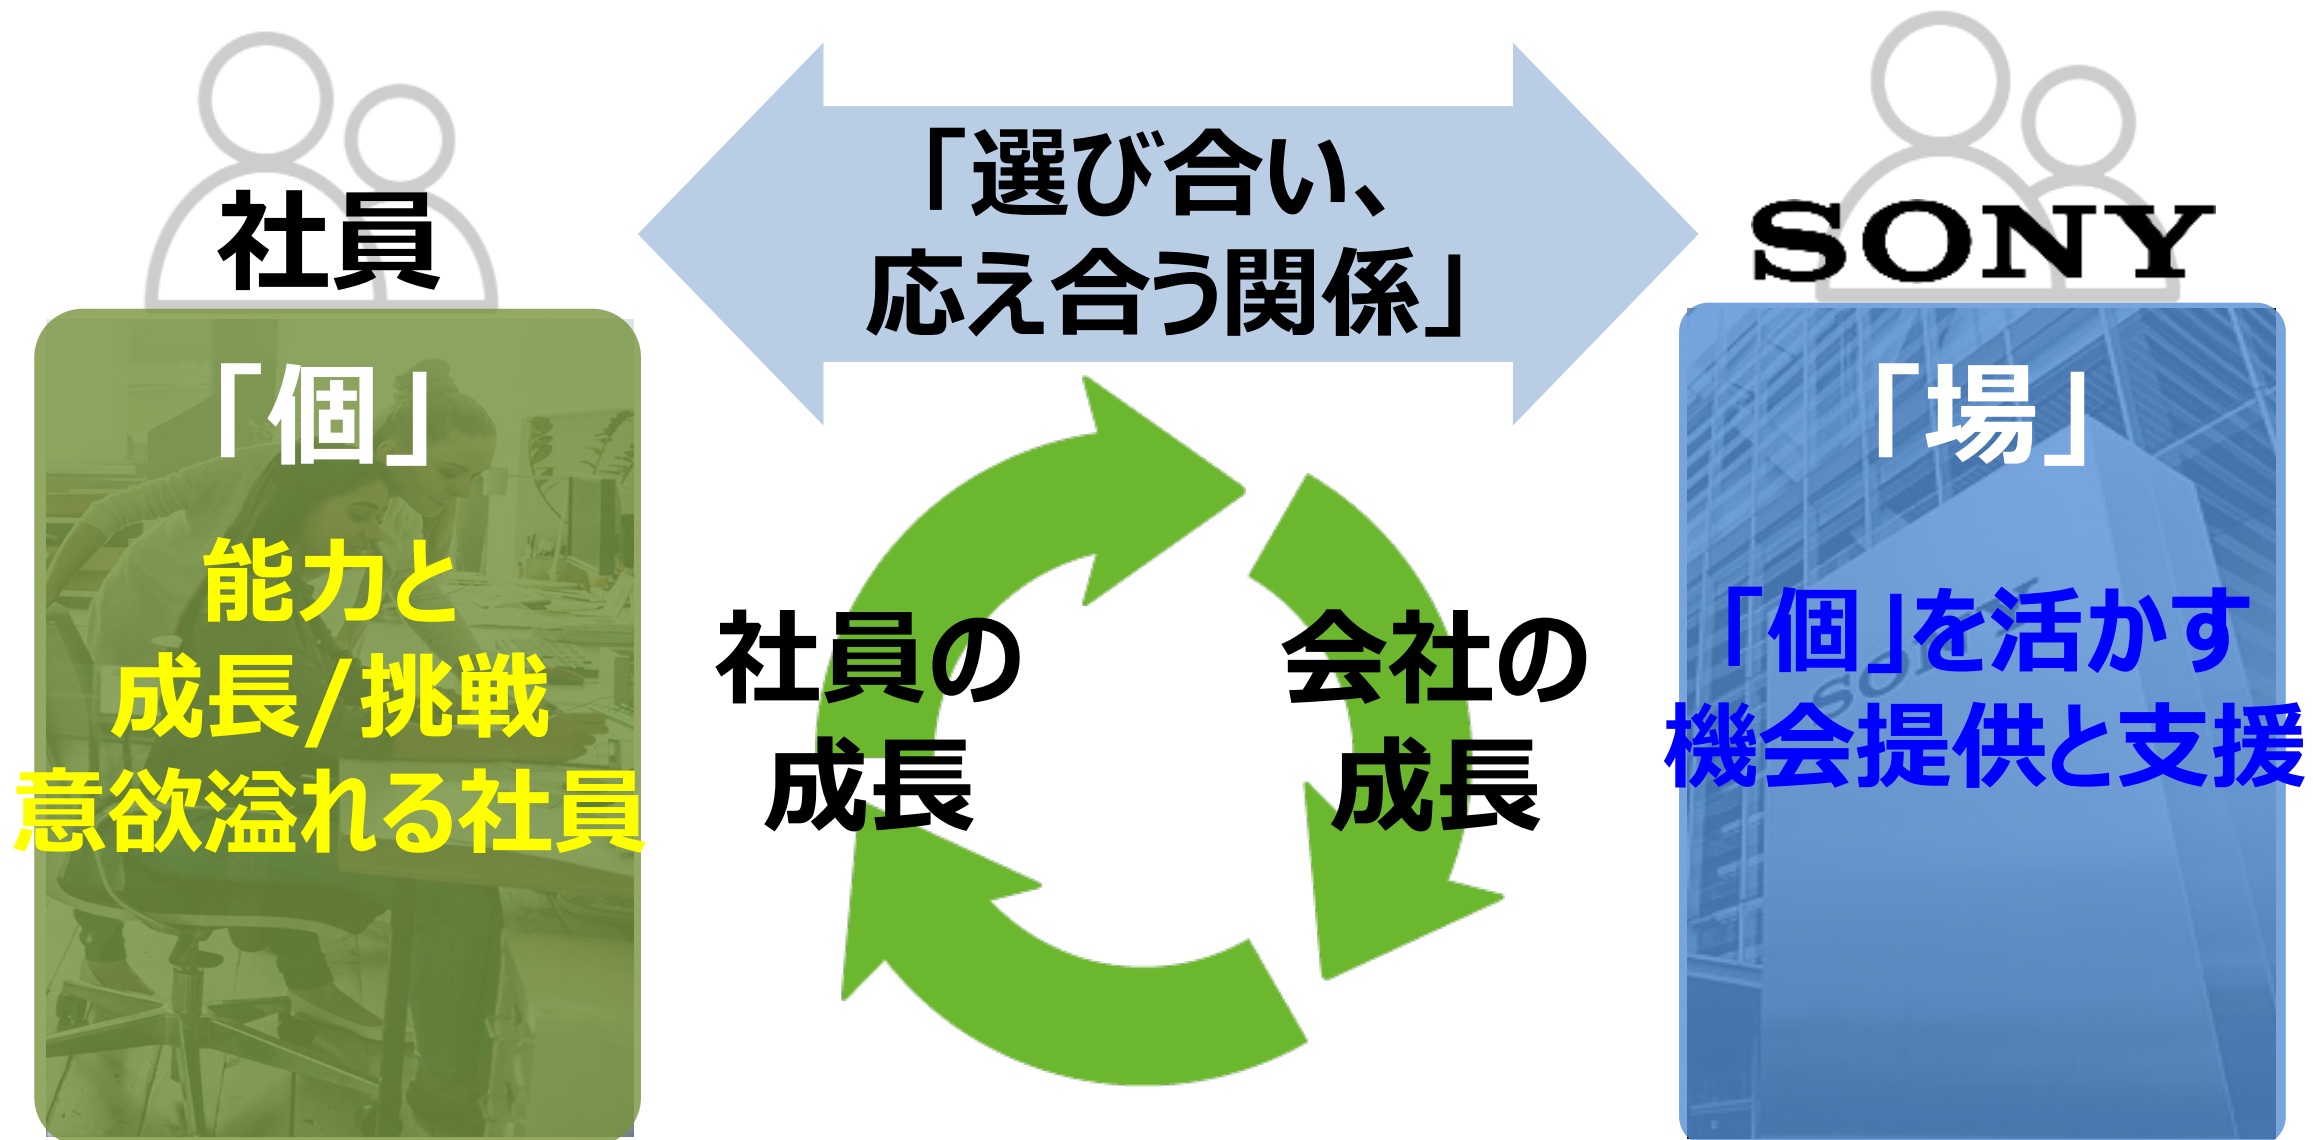 社員
「選び合い、
応え合う関係」
SONY
「個」
能力と
成長/挑戦
意欲溢れる社員
社員の
成長
会社の
成長
「場」
「個」を活かす
機会提供と支援
SONY